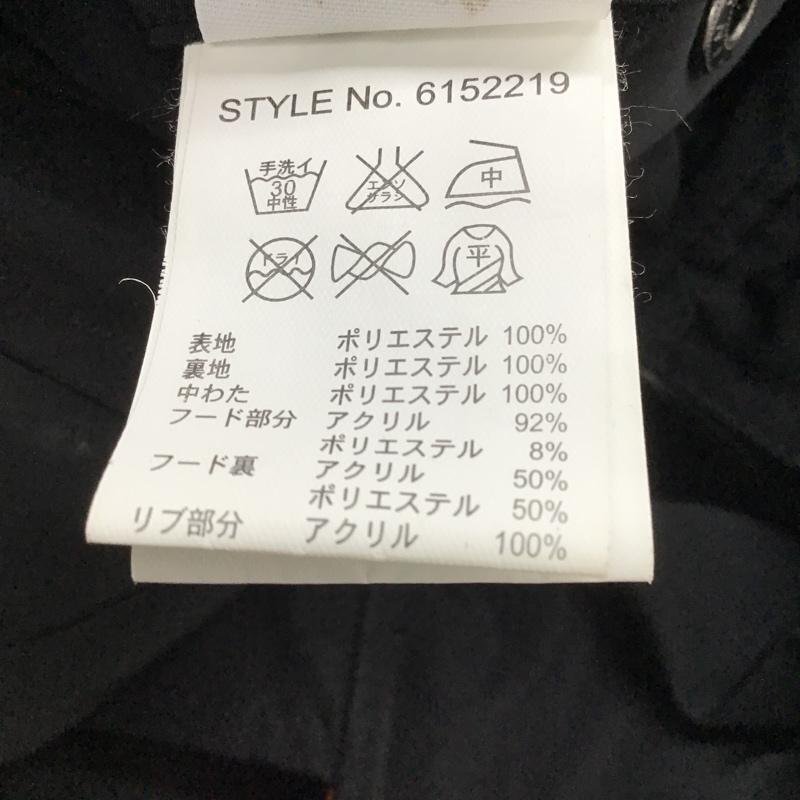 STYLE No. 6152219
手洗イ
30
中性
エンソ
サラシ
中
ドライ
平
表地 ポリエステル 100%
裏地 ポリエステル 100%
中わた ポリエステル 100%
フード部分 アクリル 92%
ポリエステル 8%
フード裏 アクリル 50%
ポリエステル 50%
リブ部分 アクリル 100%